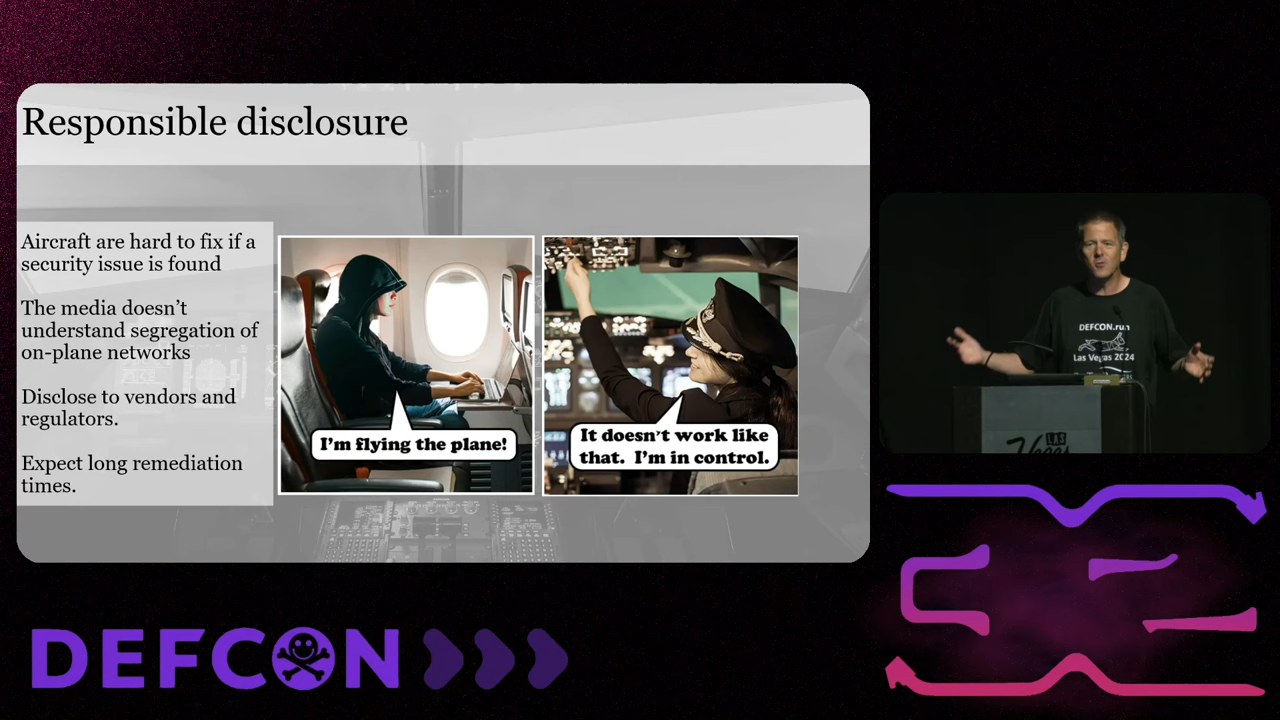 Responsible disclosure
Aircraft are hard to fix if a
security issue is found
The media doesn't
understand segregation of
on-plane networks
Disclose to vendors and
regulators.
Expect long remediation
times.
I'm flying the plane!
It doesn't work like
that. I'm in control.
DEFCON.run
Las Vegas 2024
LAS
Vegas
DEFCON